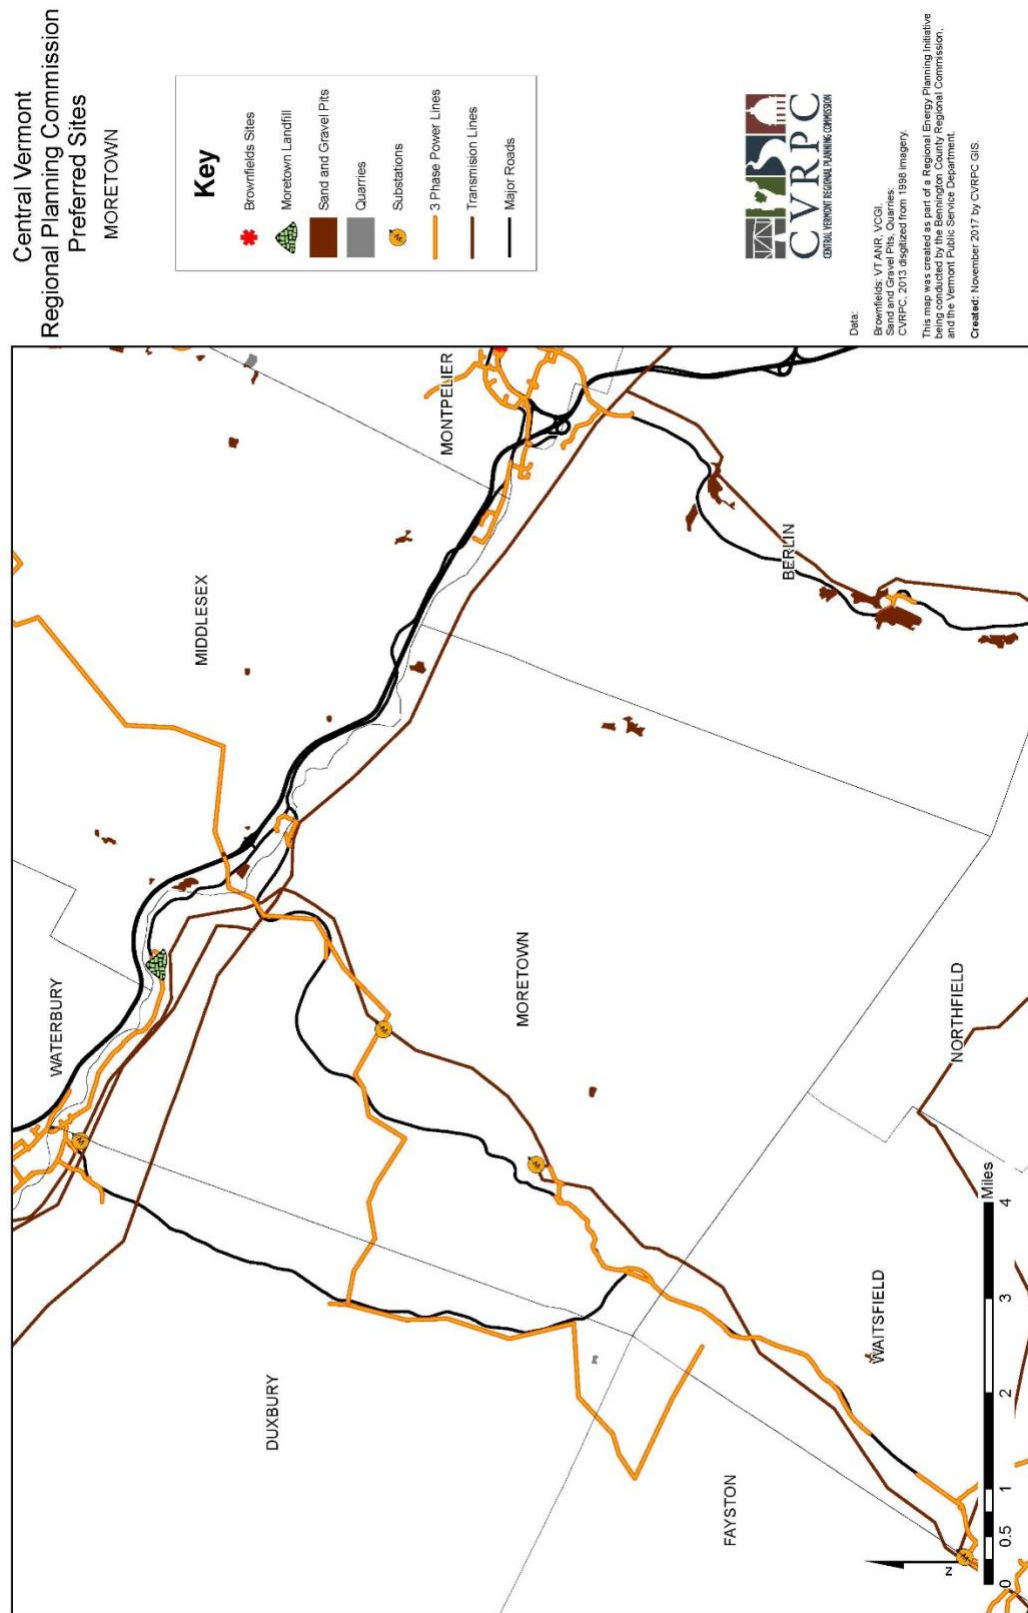 Central Vermont
Regional Planning Commission
Preferred Sites
MORETOWN
Key
Brownfields Sites
Moretown Landfill
Sand and Gravel Pits
Quarries
Substations
3 Phase Power Lines
Transmision Lines
Major Roads
CVRPC
CENTRAL VERMONT REGIONAL PLANNING COMMISSION
Data:
Brownfields: VT ANR, VCGI.
Sand and Gravel Pits, Quarries:
CVRPC, 2013 disgitized from 1998 imagery.
This map was created as part of a Regional Energy Planning Initiative
being conducted by the Bennington County Regional Commission,
and the Vermont Public Service Department.
Created: November 2017 by CVRPC GIS.
WATERBURY
MIDDLESEX
MONTPELIER
DUXBURY
MORETOWN
BERLIN
FAYSTON
WAITSFIELD
NORTHFIELD
N
0 0.5 1 2 3 4
Miles